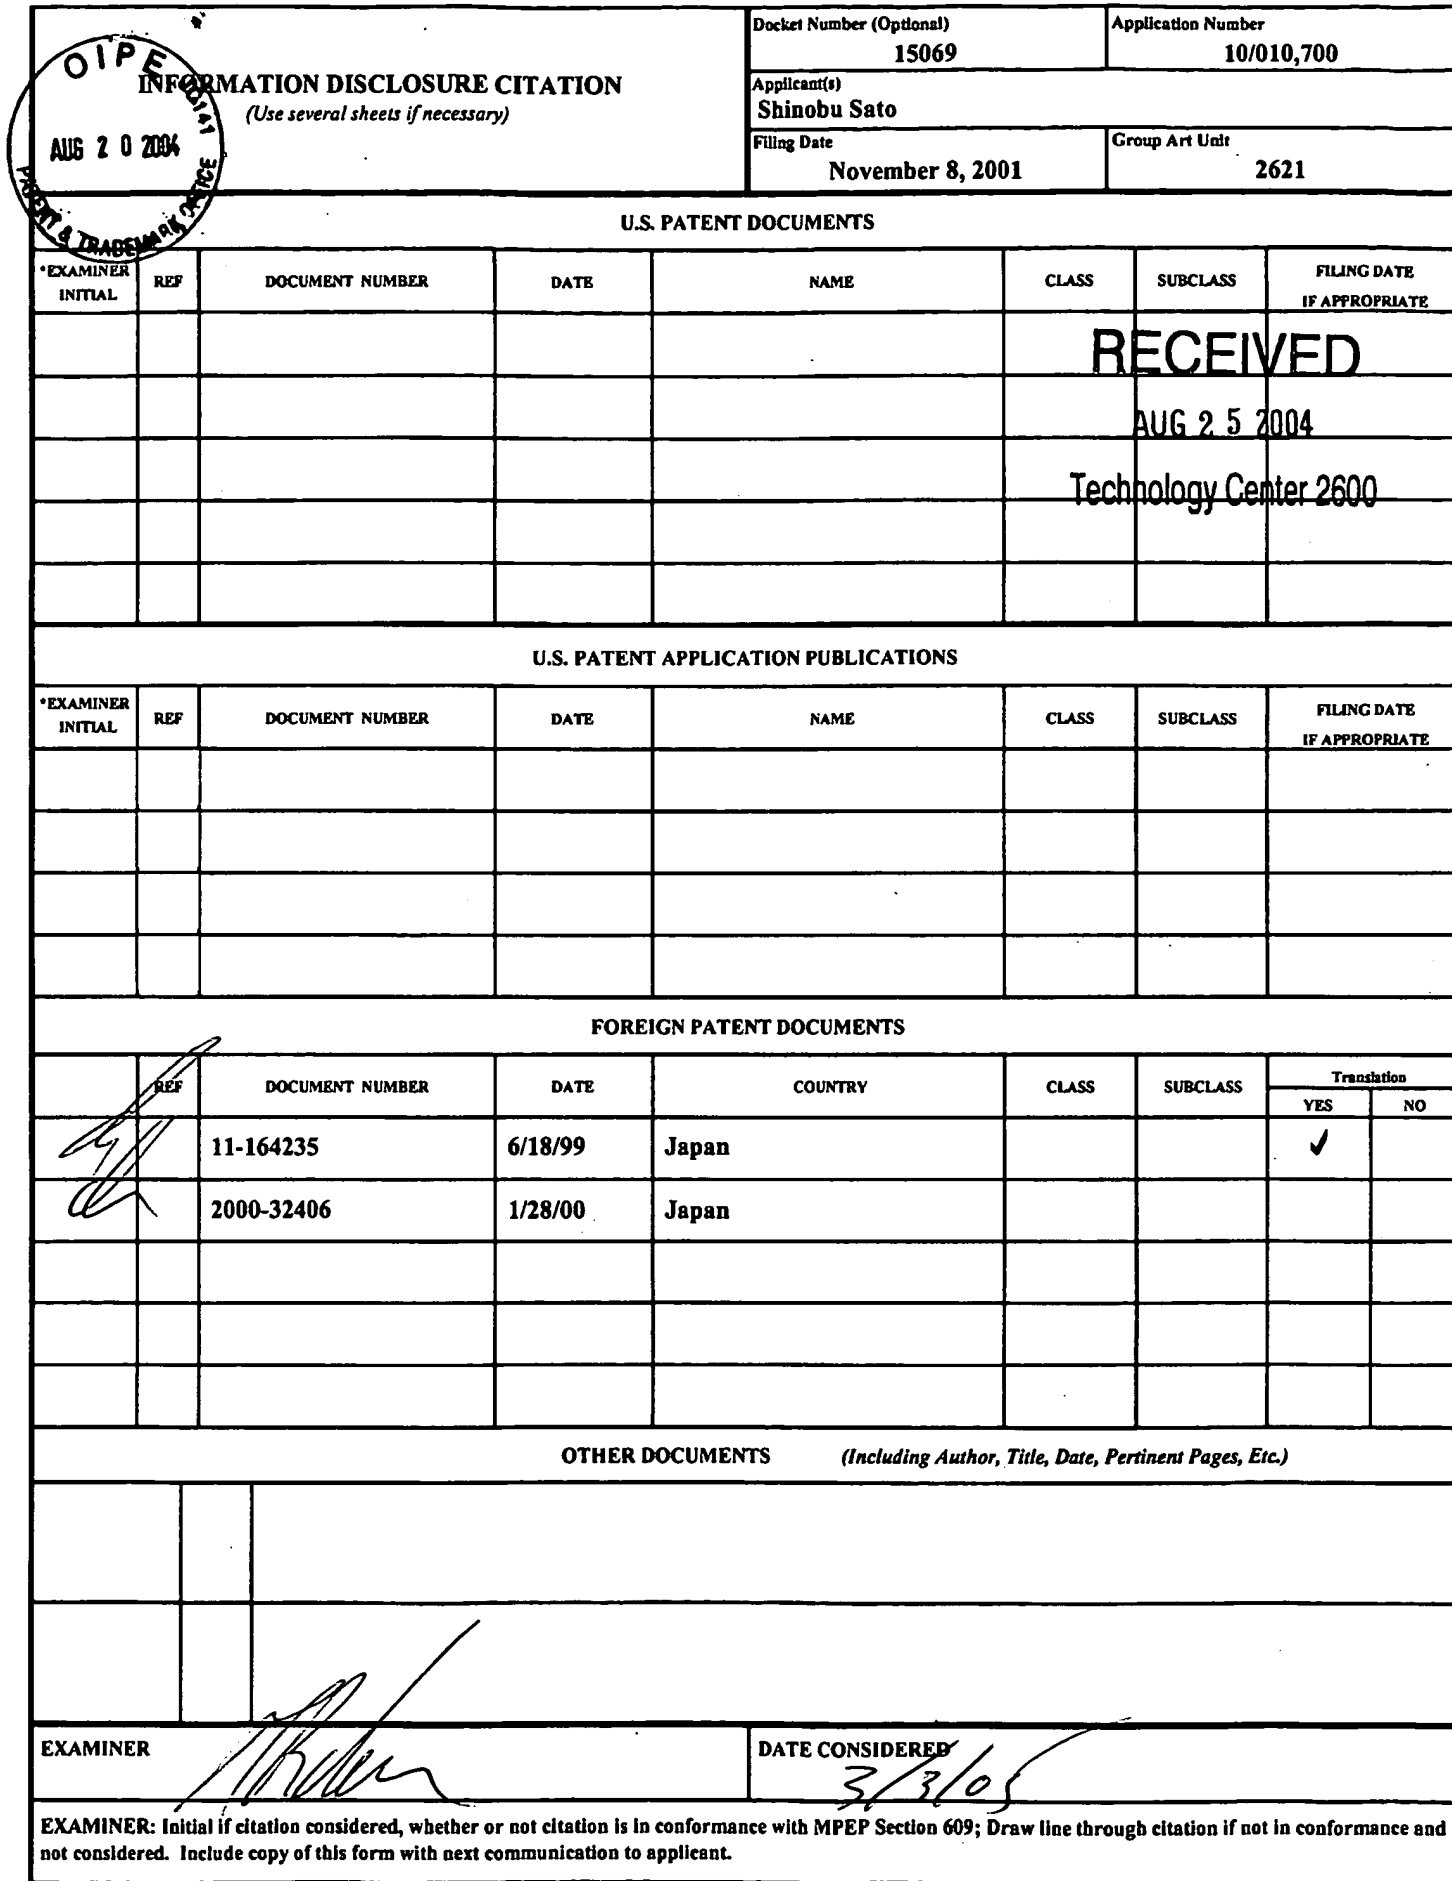 OIPE
AUG 20 2004
PATENT & TRADEMARK OFFICE
INFORMATION DISCLOSURE CITATION
(Use several sheets if necessary)
Docket Number (Optional)
15069
Application Number
10/010,700
Applicant(s)
Shinobu Sato
Filing Date
November 8, 2001
Group Art Unit
2621
U.S. PATENT DOCUMENTS
*EXAMINER INITIAL REF DOCUMENT NUMBER DATE NAME CLASS SUBCLASS FILING DATE IF APPROPRIATE
RECEIVED
AUG 25 2004
Technology Center 2600
U.S. PATENT APPLICATION PUBLICATIONS
*EXAMINER INITIAL REF DOCUMENT NUMBER DATE NAME CLASS SUBCLASS FILING DATE IF APPROPRIATE
FOREIGN PATENT DOCUMENTS
REF DOCUMENT NUMBER DATE COUNTRY CLASS SUBCLASS Translation
YES NO
11-164235 6/18/99 Japan ✓
2000-32406 1/28/00 Japan
OTHER DOCUMENTS (Including Author, Title, Date, Pertinent Pages, Etc.)
EXAMINER
DATE CONSIDERED
3/3/05
EXAMINER: Initial if citation considered, whether or not citation is in conformance with MPEP Section 609; Draw line through citation if not in conformance and
not considered. Include copy of this form with next communication to applicant.